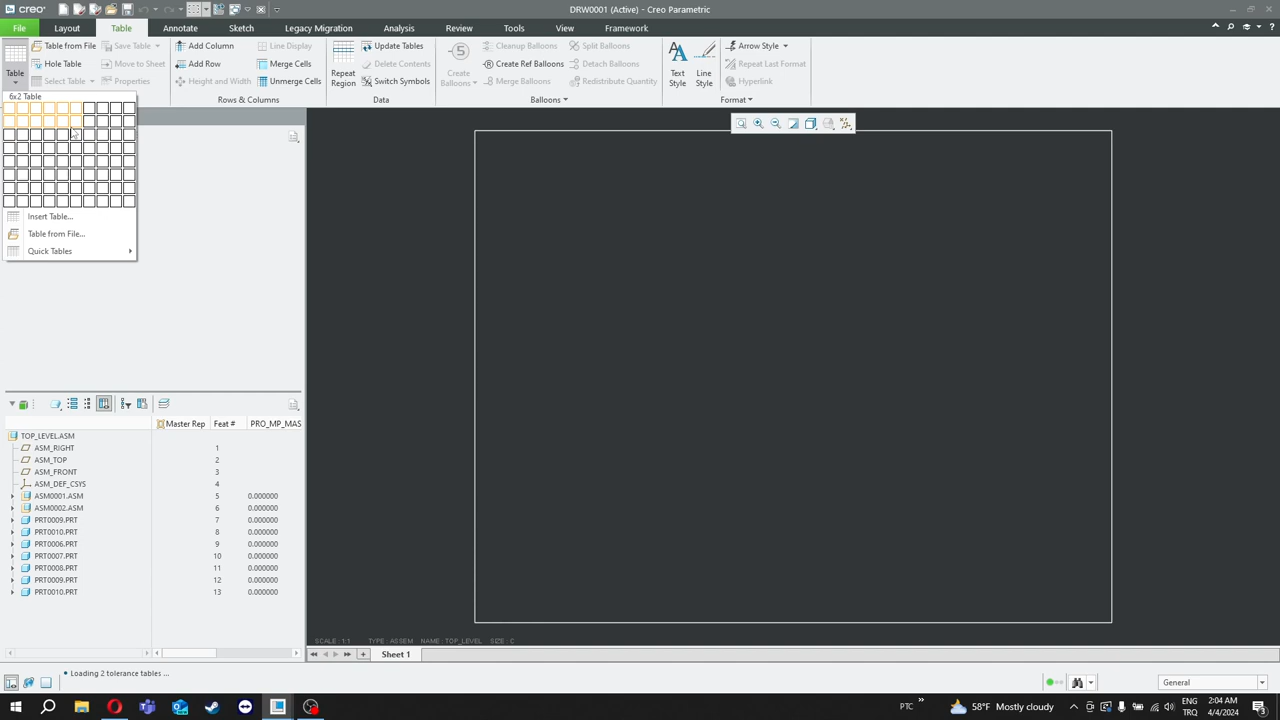 creo
DRW0001 (Active) - Creo Parametric
File Layout Table Annotate Sketch Legacy Migration Analysis Review Tools View Framework
Table from File Save Table Add Column Line Display Update Tables Cleanup Balloons Split Balloons Arrow Style
Hole Table Move to Sheet Add Row Merge Cells Delete Contents Create Ref Balloons Detach Balloons Repeat Last Format
Table Select Table Properties Height and Width Unmerge Cells Repeat Region Switch Symbols Create Balloons Merge Balloons Redistribute Quantity Text Style Line Style Hyperlink
Rows & Columns Data Balloons Format
6x2 Table
Insert Table...
Table from File...
Quick Tables
Master Rep Feat # PRO_MP_MAS
TOP_LEVEL.ASM
ASM_RIGHT 1
ASM_TOP 2
ASM_FRONT 3
ASM_DEF_CSYS 4
ASM0001.ASM 5 0.000000
ASM0002.ASM 6 0.000000
PRT0009.PRT 7 0.000000
PRT0010.PRT 8 0.000000
PRT0006.PRT 9 0.000000
PRT0007.PRT 10 0.000000
PRT0008.PRT 11 0.000000
PRT0009.PRT 12 0.000000
PRT0010.PRT 13 0.000000
SCALE : 1:1 TYPE : ASSEM NAME : TOP_LEVEL SIZE : C
Sheet 1
• Loading 2 tolerance tables ...
General
PTC
58°F Mostly cloudy
ENG
TRQ
2:04 AM
4/4/2024